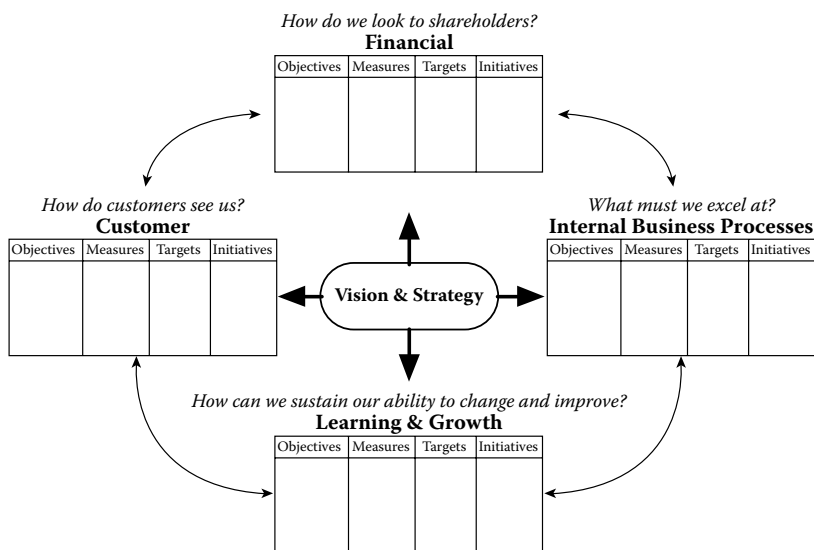 How do we look to shareholders?
Financial
Objectives Measures Targets Initiatives
How do customers see us?
Customer
Objectives Measures Targets Initiatives
What must we excel at?
Internal Business Processes
Objectives Measures Targets Initiatives
Vision & Strategy
How can we sustain our ability to change and improve?
Learning & Growth
Objectives Measures Targets Initiatives